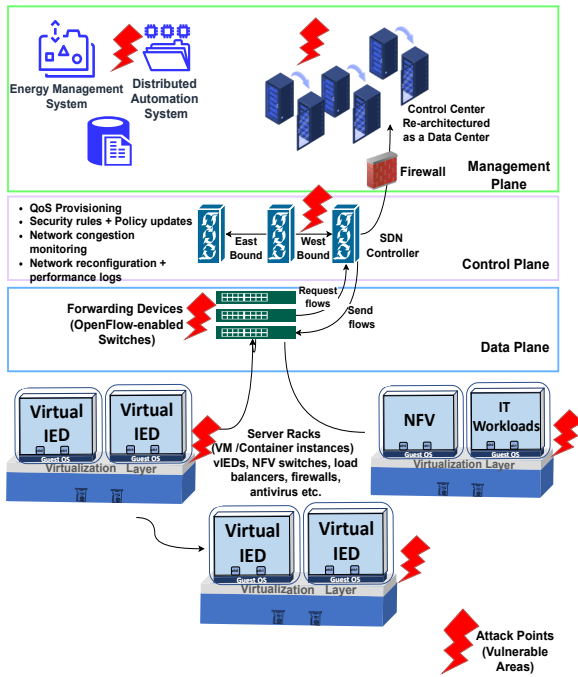 Energy Management
System
Distributed
Automation
System
Control Center
Re-architectured
as a Data Center
Firewall
Management
Plane
• QoS Provisioning
• Security rules + Policy updates
• Network congestion
monitoring
• Network reconfiguration +
performance logs
East
Bound
West
Bound
SDN
Controller
Control Plane
Request
flows
Send
flows
Forwarding Devices
(OpenFlow-enabled
Switches)
Data Plane
Virtual
IED
Guest OS
Virtual
IED
Guest OS
Virtualization Layer
Server Racks
(VM /Container instances)
vIEDs, NFV switches, load
balancers, firewalls,
antivirus etc.
NFV
Guest OS
IT
Workloads
Guest OS
Virtualization Layer
Virtual
IED
Guest OS
Virtual
IED
Guest OS
Virtualization Layer
Attack Points
(Vulnerable
Areas)